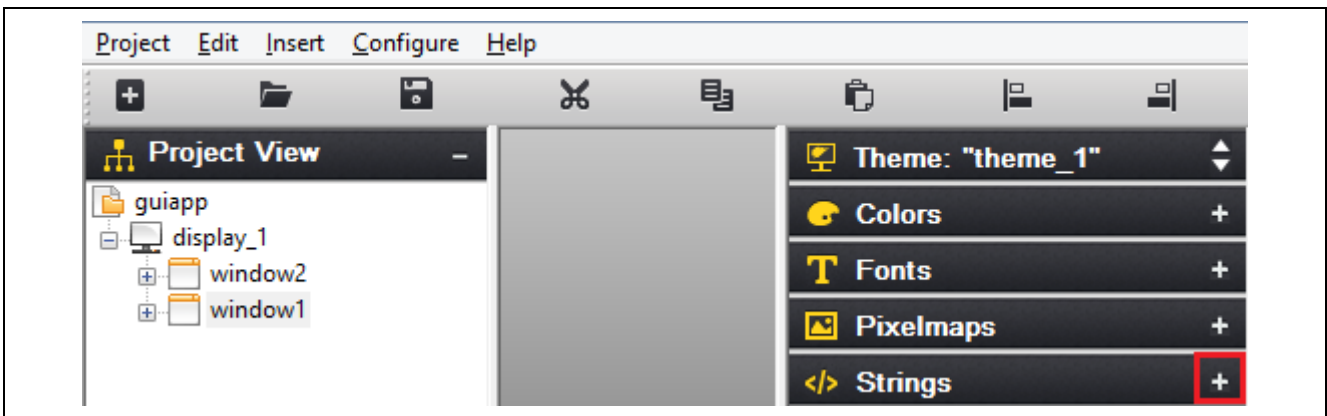 Project Edit Insert Configure Help
Project View –
guiapp
display_1
window2
window1
Theme: "theme_1"
Colors +
Fonts +
Pixelmaps +
</> Strings +